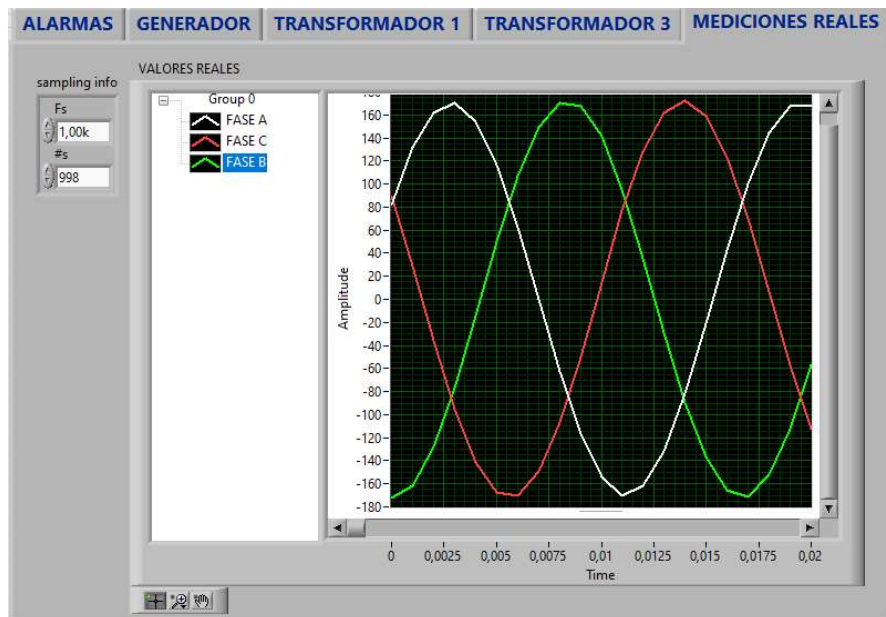 ALARMAS GENERADOR TRANSFORMADOR 1 TRANSFORMADOR 3 MEDICIONES REALES
sampling info
Fs
1,00k
#s
998
VALORES REALES
Group 0
FASE A
FASE C
FASE B
Amplitude
180
160
140
120
100
80
60
40
20
0
-20
-40
-60
-80
-100
-120
-140
-160
-180
0 0,0025 0,005 0,0075 0,01 0,0125 0,015 0,0175 0,02
Time